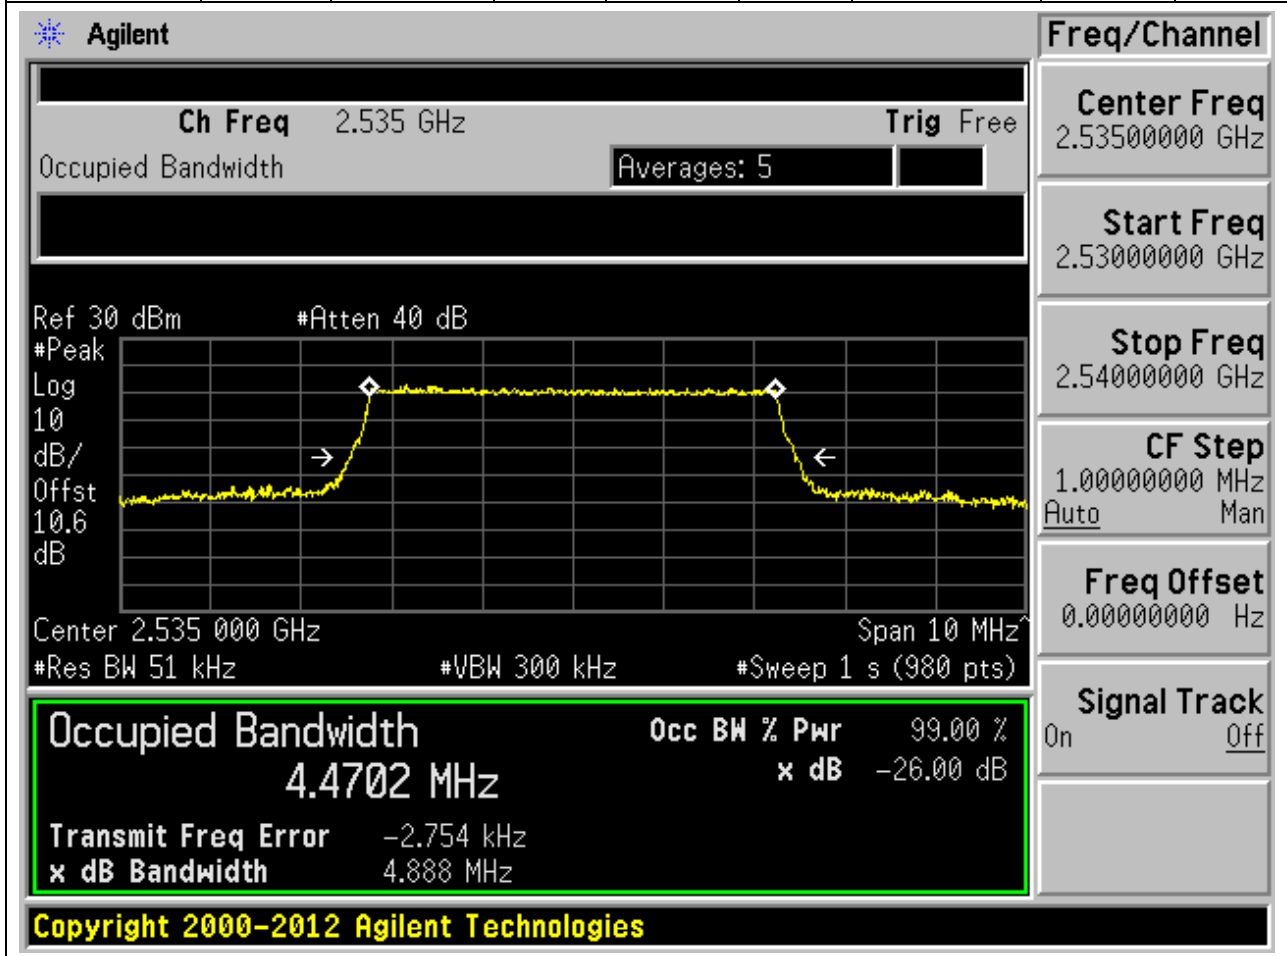 Agilent
Freq/Channel
Ch Freq 2.535 GHz Trig Free
Occupied Bandwidth Averages: 5
Center Freq
2.53500000 GHz
Start Freq
2.53000000 GHz
Stop Freq
2.54000000 GHz
CF Step
1.00000000 MHz
Auto Man
Freq Offset
0.00000000 Hz
Signal Track
On Off
Ref 30 dBm #Atten 40 dB
#Peak
Log
10
dB/
Offst
10.6
dB
Center 2.535 000 GHz Span 10 MHz^
#Res BW 51 kHz #VBW 300 kHz #Sweep 1 s (980 pts)
Occupied Bandwidth Occ BW % Pwr 99.00 %
4.4702 MHz x dB -26.00 dB
Transmit Freq Error -2.754 kHz
x dB Bandwidth 4.888 MHz
Copyright 2000-2012 Agilent Technologies